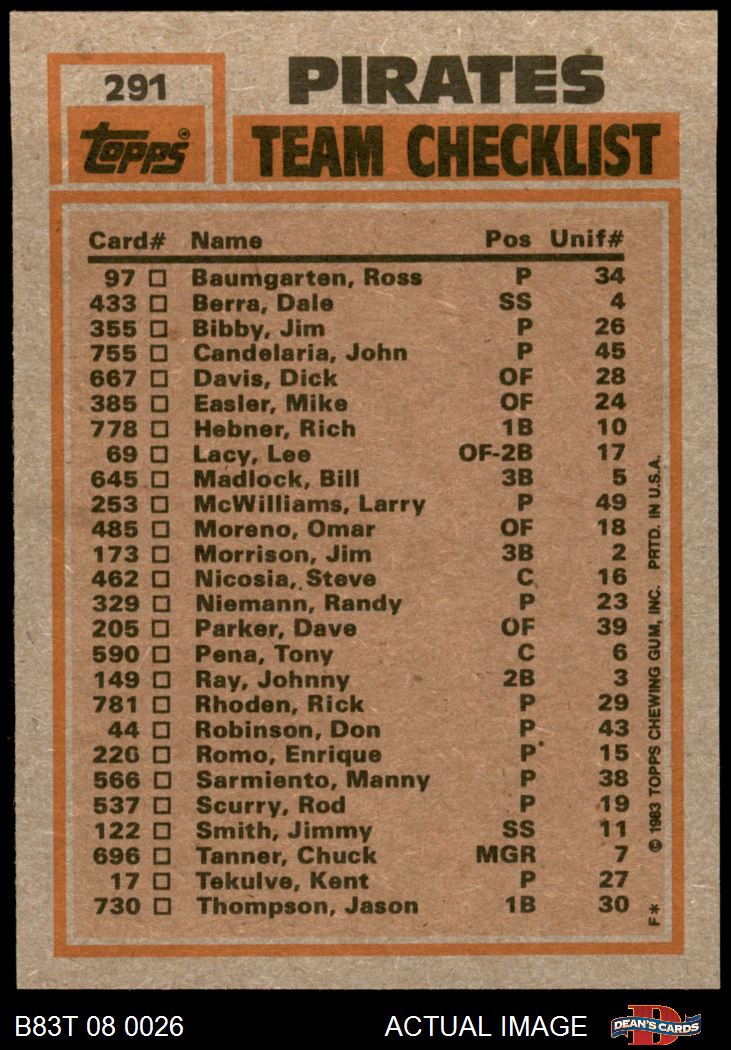 291
PIRATES
topps®
TEAM CHECKLIST
Card# Name Pos Unif#
97 □ Baumgarten, Ross P 34
433 □ Berra, Dale SS 4
355 □ Bibby, Jim P 26
755 □ Candelaria, John P 45
667 □ Davis, Dick OF 28
385 □ Easler, Mike OF 24
778 □ Hebner, Rich 1B 10
69 □ Lacy, Lee OF-2B 17
645 □ Madlock, Bill 3B 5
253 □ McWilliams, Larry P 49
485 □ Moreno, Omar OF 18
173 □ Morrison, Jim 3B 2
462 □ Nicosia, Steve C 16
329 □ Niemann, Randy P 23
205 □ Parker, Dave OF 39
590 □ Pena, Tony C 6
149 □ Ray, Johnny 2B 3
781 □ Rhoden, Rick P 29
44 □ Robinson, Don P 43
226 □ Romo, Enrique P 15
566 □ Sarmiento, Manny P 38
537 □ Scurry, Rod P 19
122 □ Smith, Jimmy SS 11
696 □ Tanner, Chuck MGR 7
17 □ Tekulve, Kent P 27
730 □ Thompson, Jason 1B 30
F* © 1983 TOPPS CHEWING GUM, INC. PRTD. IN U.S.A.
B83T 08 0026 ACTUAL IMAGE
D
DEAN'S CARDS